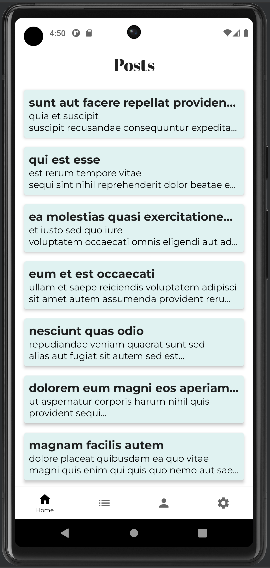 4:50
Posts
sunt aut facere repellat providen...
quia et suscipit
suscipit recusandae consequuntur expedita...
qui est esse
est rerum tempore vitae
sequi sint nihil reprehenderit dolor beatae e...
ea molestias quasi exercitatione...
et iusto sed quo iure
voluptatem occaecati omnis eligendi aut ad...
eum et est occaecati
ullam et saepe reiciendis voluptatem adipisci
sit amet autem assumenda provident reru...
nesciunt quas odio
repudiandae veniam quaerat sunt sed
alias aut fugiat sit autem sed est...
dolorem eum magni eos aperiam...
ut aspernatur corporis harum nihil quis
provident sequi...
magnam facilis autem
dolore placeat quibusdam ea quo vitae
magni quis enim qui quis quo nemo aut sae...
Home